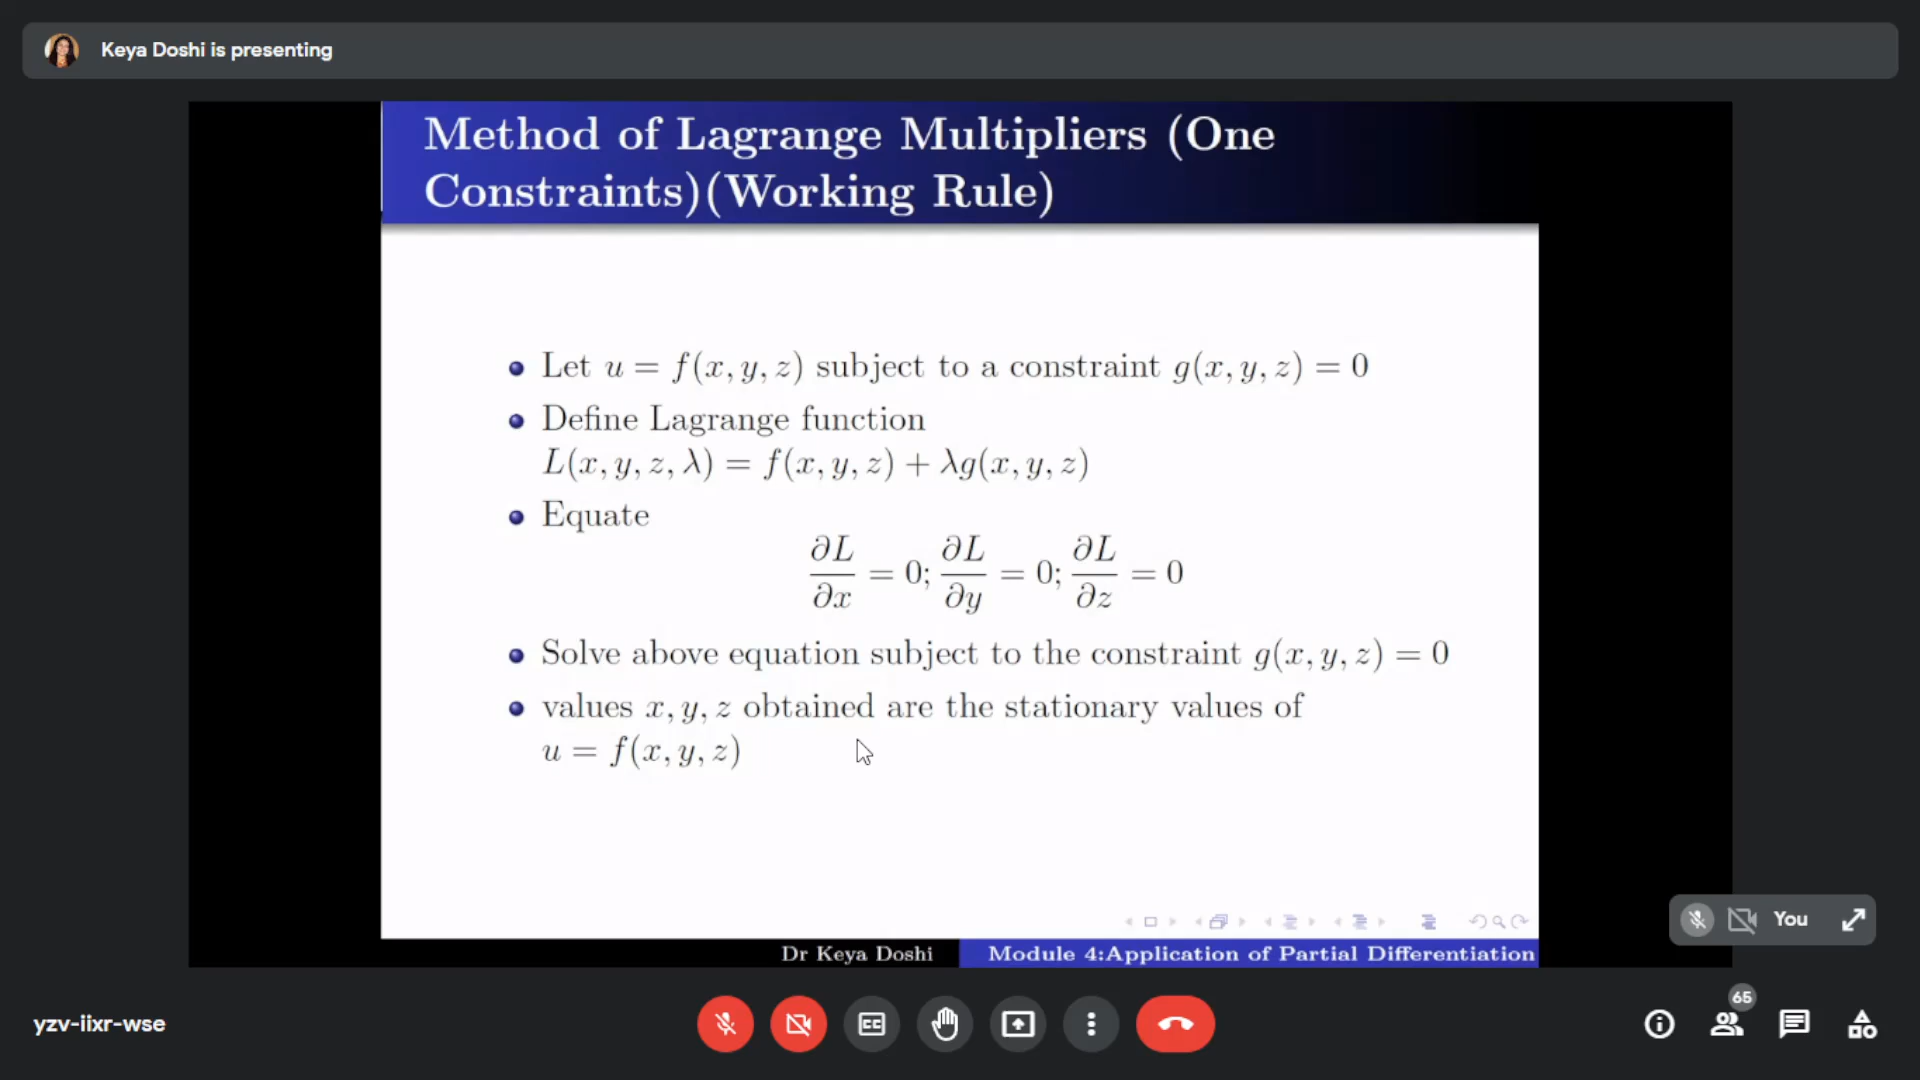 Keya Doshi is presenting
Method of Lagrange Multipliers (One
Constraints)(Working Rule)
Let u = f(x, y, z) subject to a constraint g(x, y, z) = 0
Define Lagrange function
L(x, y, z, λ) = f(x, y, z) + λg(x, y, z)
Equate
∂L/∂x = 0; ∂L/∂y = 0; ∂L/∂z = 0
Solve above equation subject to the constraint g(x, y, z) = 0
values x, y, z obtained are the stationary values of
u = f(x, y, z)
You
Dr Keya Doshi
Module 4:Application of Partial Differentiation
yzv-iixr-wse
CC
65